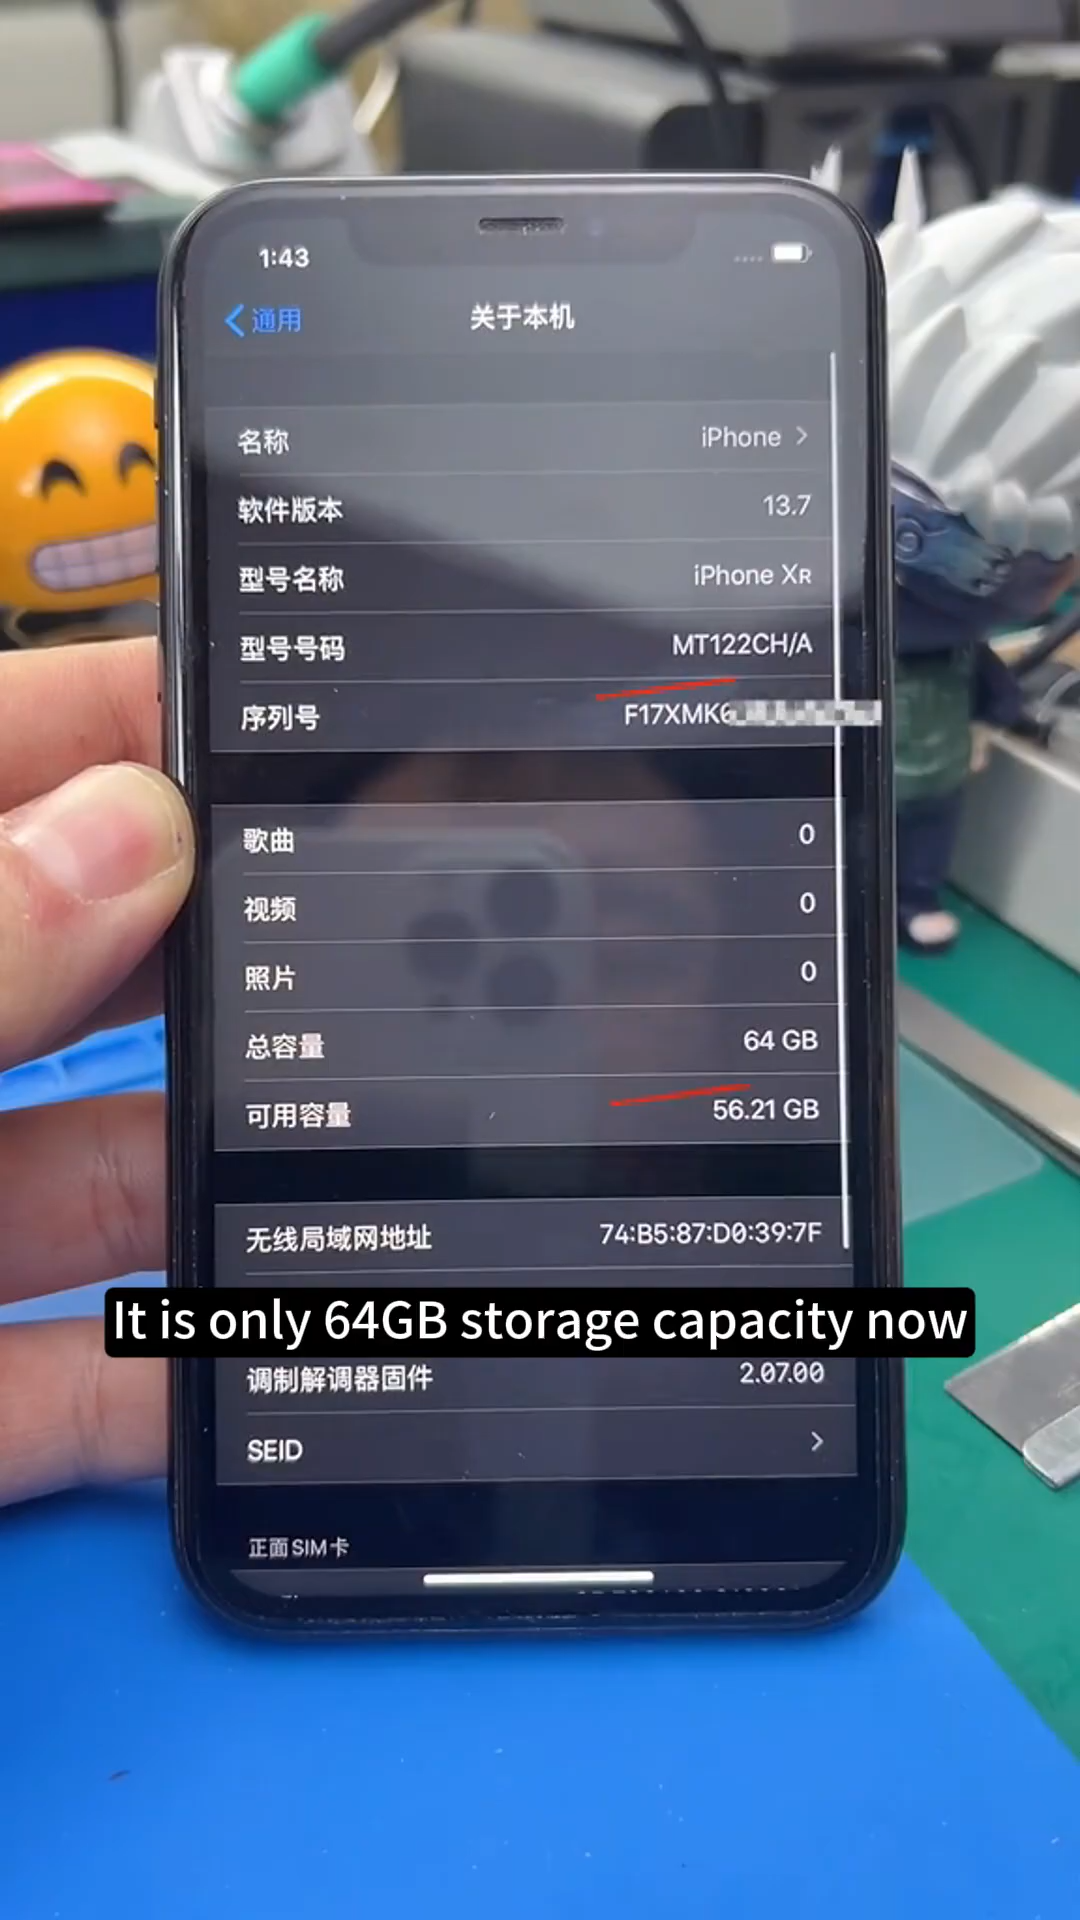 1:43
通用
关于本机
名称 iPhone
软件版本 13.7
型号名称 iPhone XR
型号号码 MT122CH/A
序列号 F17XMK
歌曲 0
视频 0
照片 0
总容量 64 GB
可用容量 56.21 GB
无线局域网地址 74:B5:87:D0:39:7F
It is only 64GB storage capacity now
调制解调器固件 2.07.00
SEID
正面SIM卡